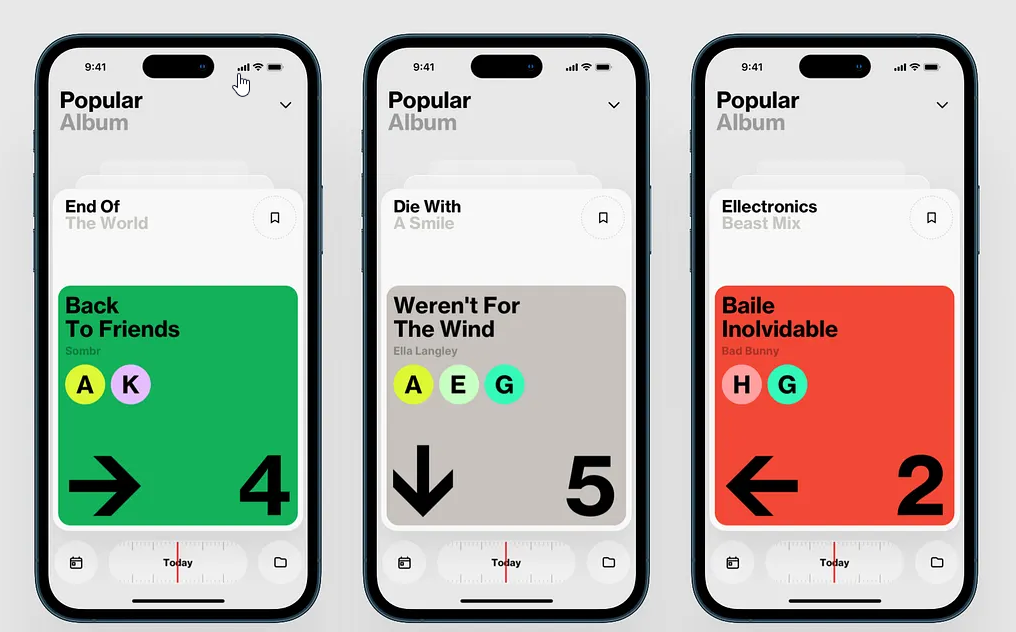 9:41
Popular
Album
End Of
The World
Back
To Friends
Sombr
A K
4
Today
9:41
Popular
Album
Die With
A Smile
Weren't For
The Wind
Ella Langley
A E G
5
Today
9:41
Popular
Album
Ellectronics
Beast Mix
Baile
Inolvidable
Bad Bunny
H G
2
Today